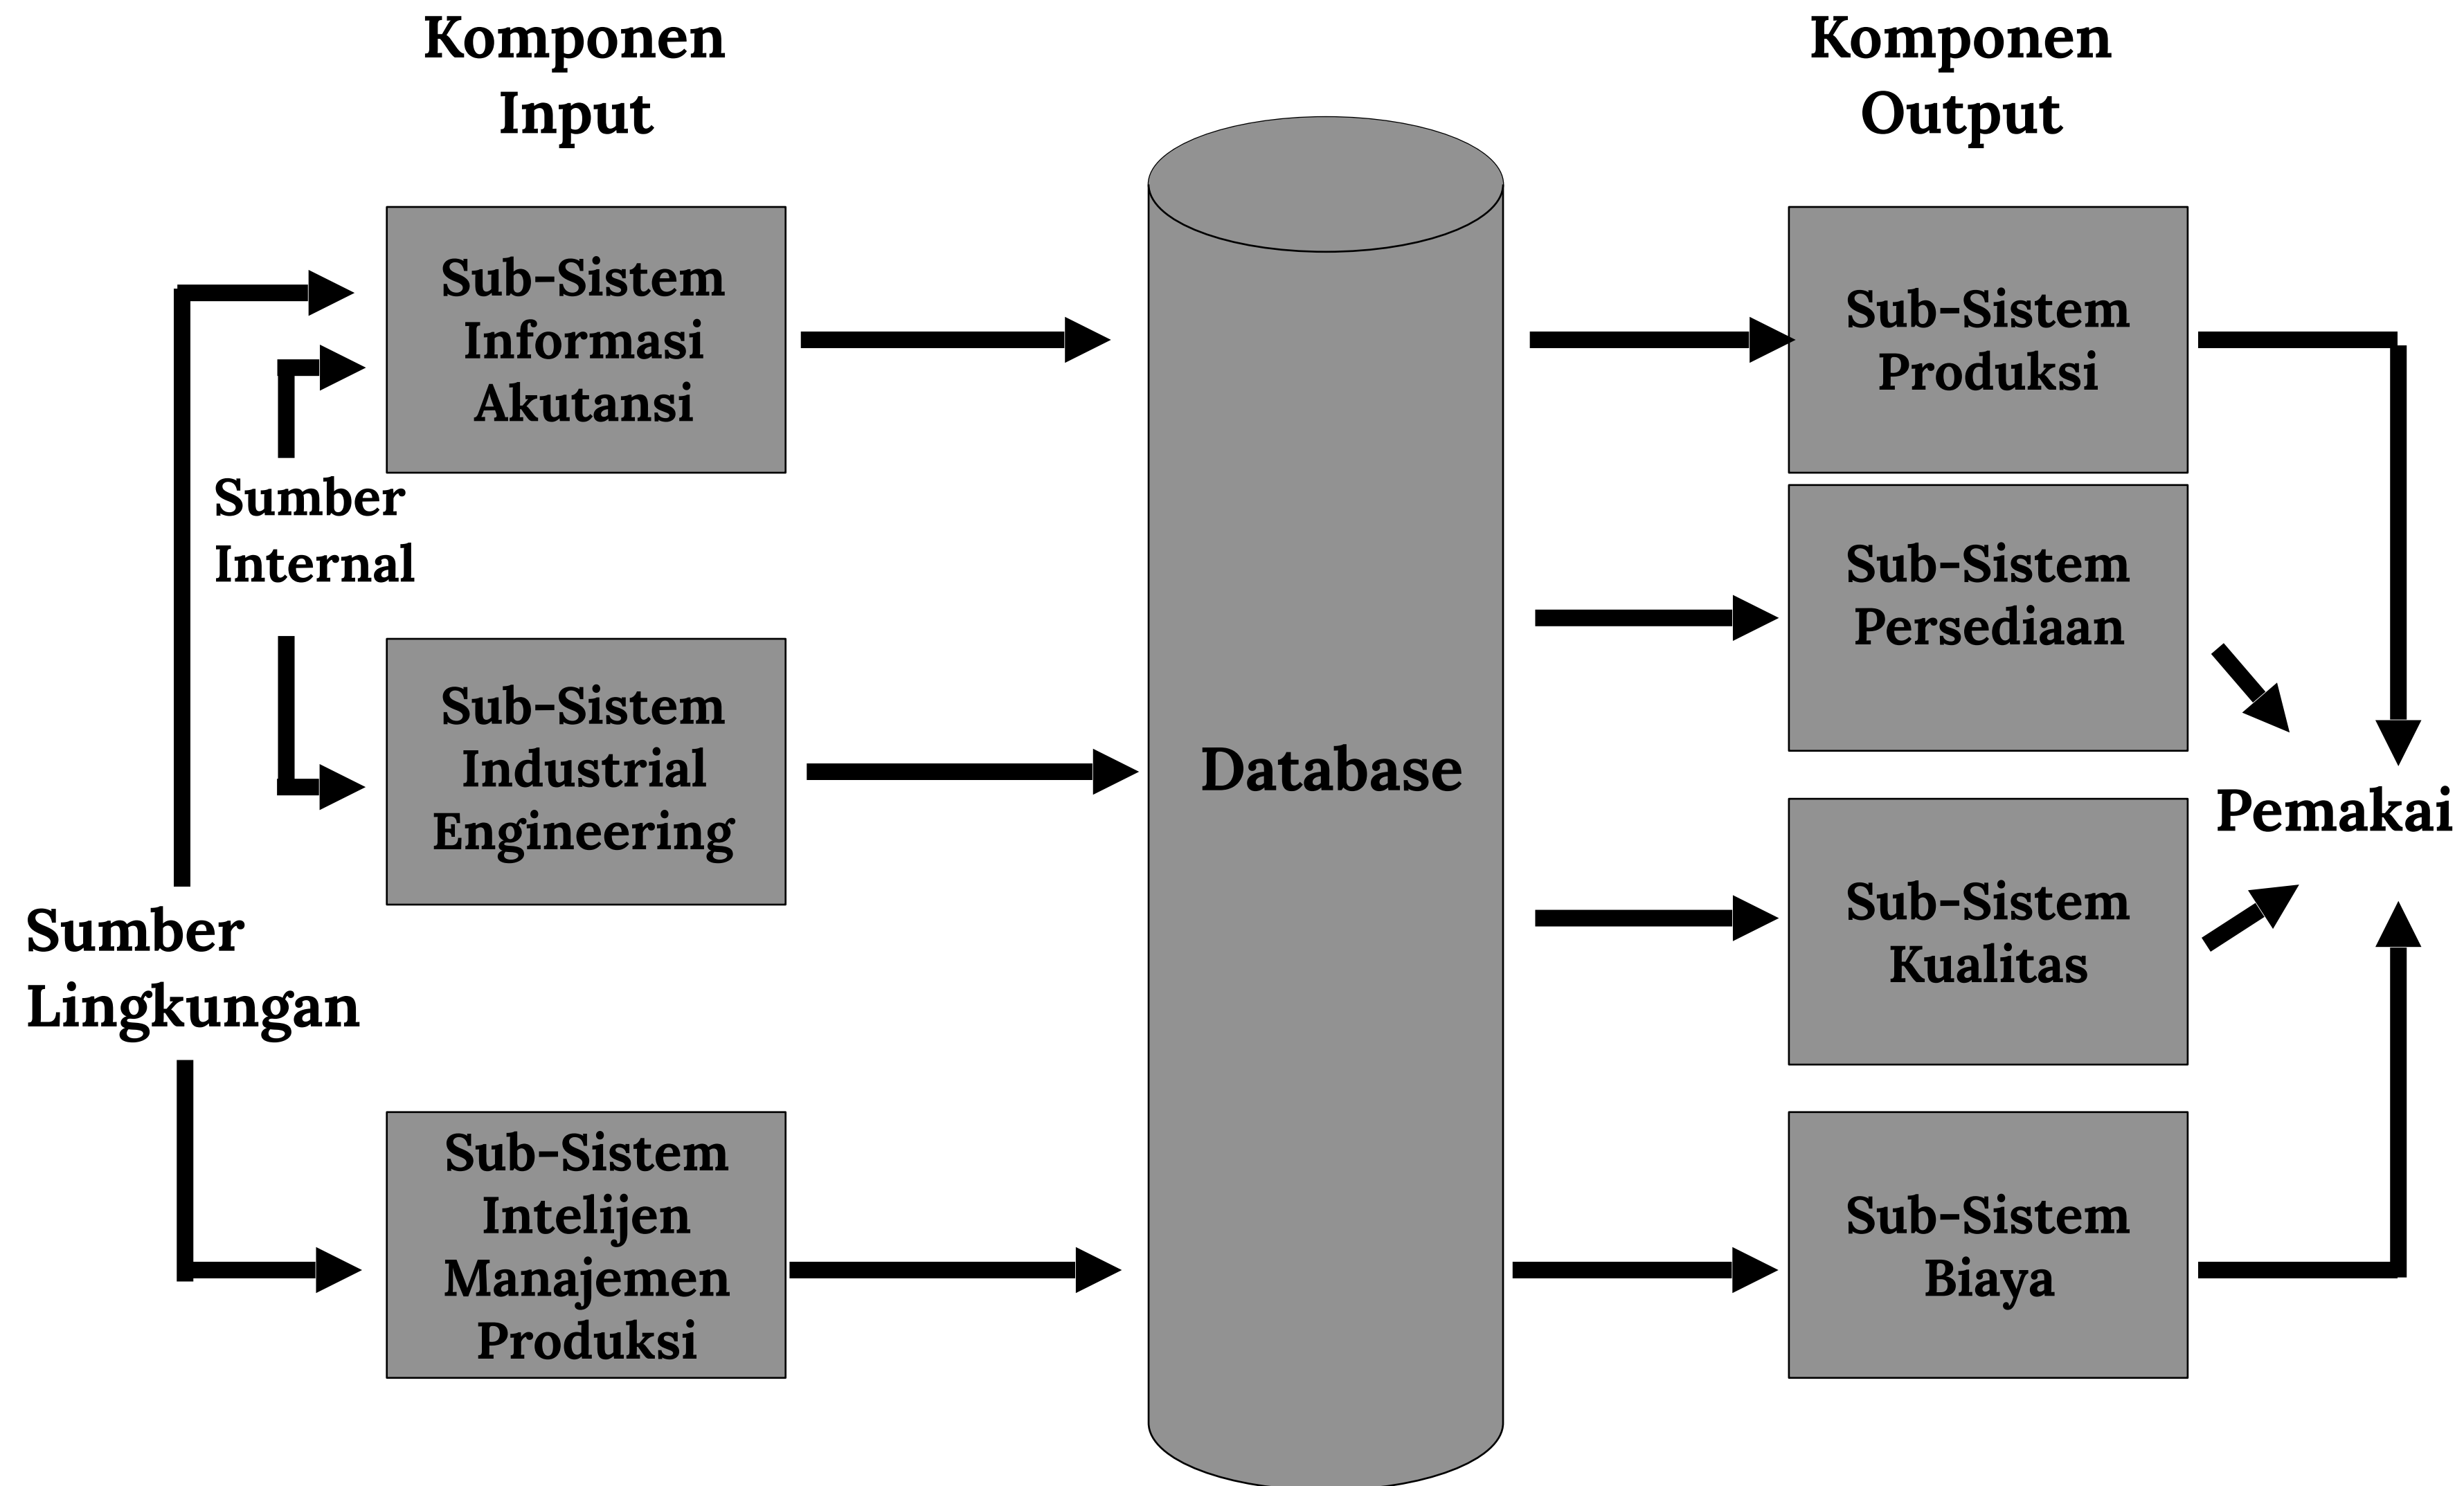 Komponen
Input
Komponen
Output
Sub-Sistem
Informasi
Akutansi
Sub-Sistem
Produksi
Sumber
Internal
Sub-Sistem
Persediaan
Sub-Sistem
Industrial
Engineering
Database
Pemakai
Sub-Sistem
Kualitas
Sumber
Lingkungan
Sub-Sistem
Intelijen
Manajemen
Produksi
Sub-Sistem
Biaya